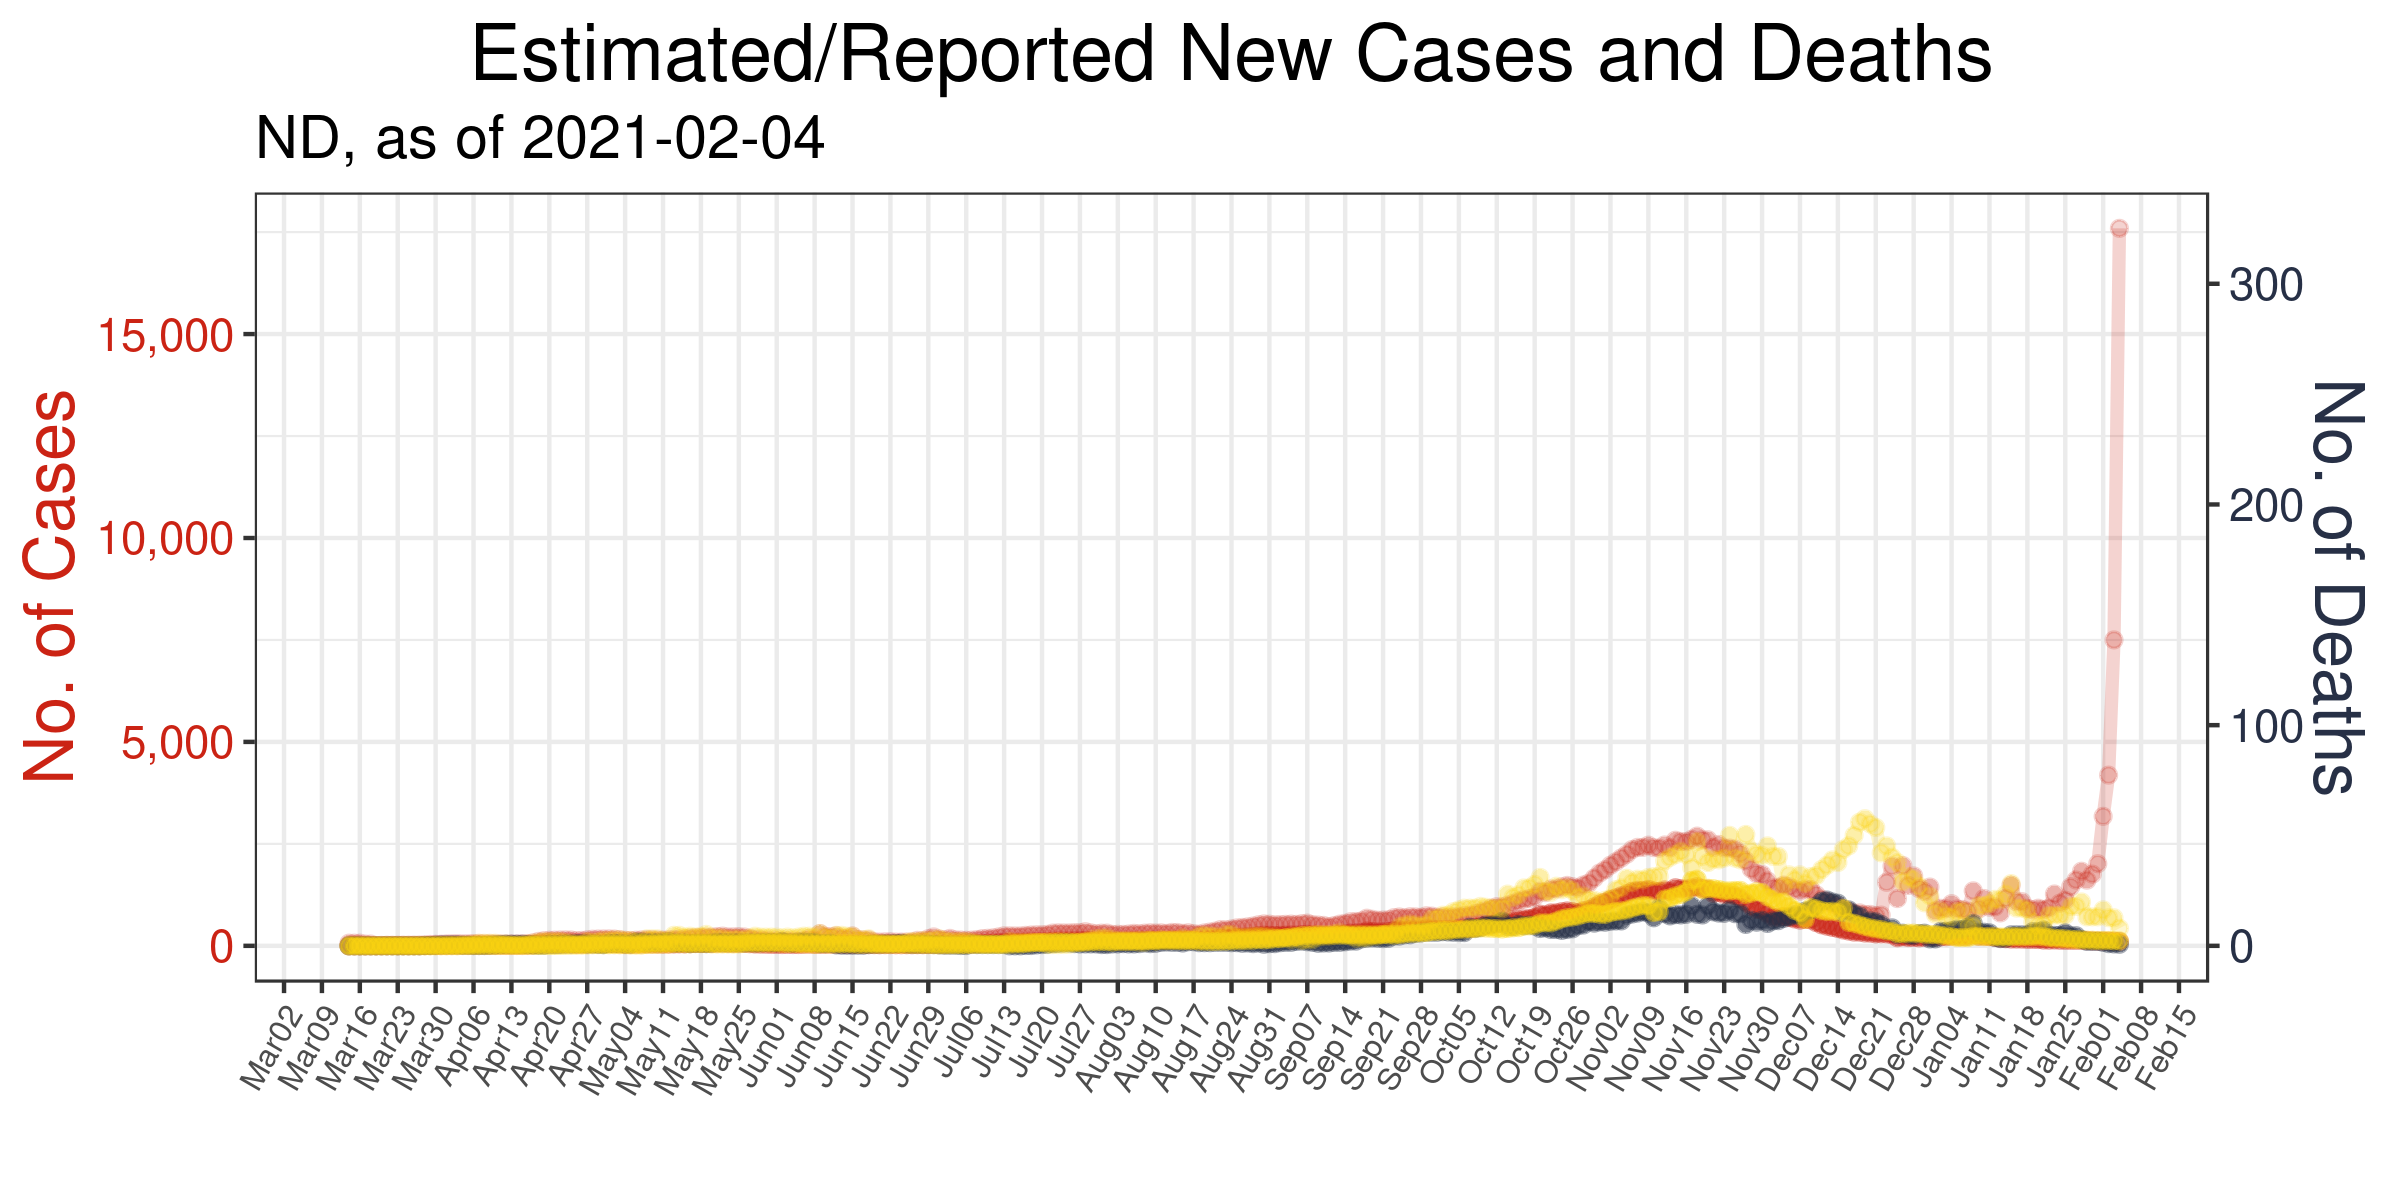 Estimated/Reported New Cases and Deaths
ND, as of 2021-02-04
No. of Cases
15,000
10,000
5,000
0
300
200
100
0
No. of Deaths
Mar02
Mar09
Mar16
Mar23
Mar30
Apr06
Apr13
Apr20
Apr27
May04
May11
May18
May25
Jun01
Jun08
Jun15
Jun22
Jun29
Jul06
Jul13
Jul20
Jul27
Aug03
Aug10
Aug17
Aug24
Aug31
Sep07
Sep14
Sep21
Sep28
Oct05
Oct12
Oct19
Oct26
Nov02
Nov09
Nov16
Nov23
Nov30
Nov07
Dec14
Dec21
Dec28
Dec04
Jan11
Jan18
Jan25
Feb01
Feb08
Feb15